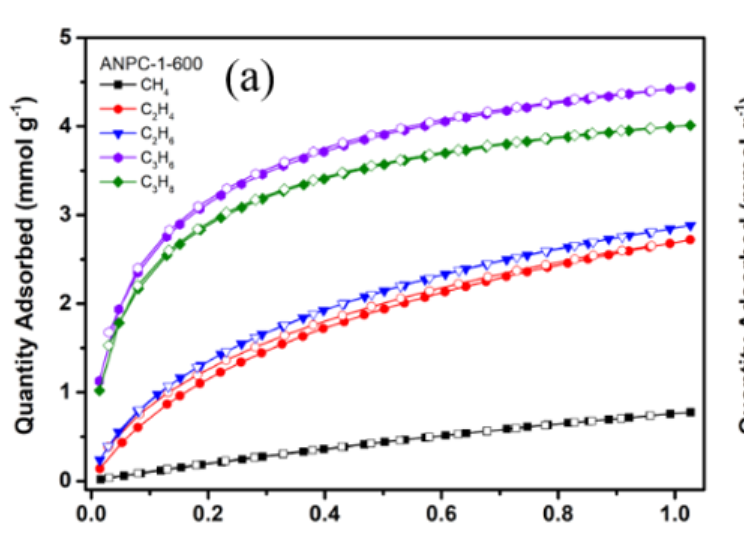 5
ANPC-1-600
(a)
CH₄
C₂H₄
C₂H₆
C₃H₆
C₃H₈
4
3
2
1
0
0.0 0.2 0.4 0.6 0.8 1.0
Quantity Adsorbed (mmol g⁻¹)